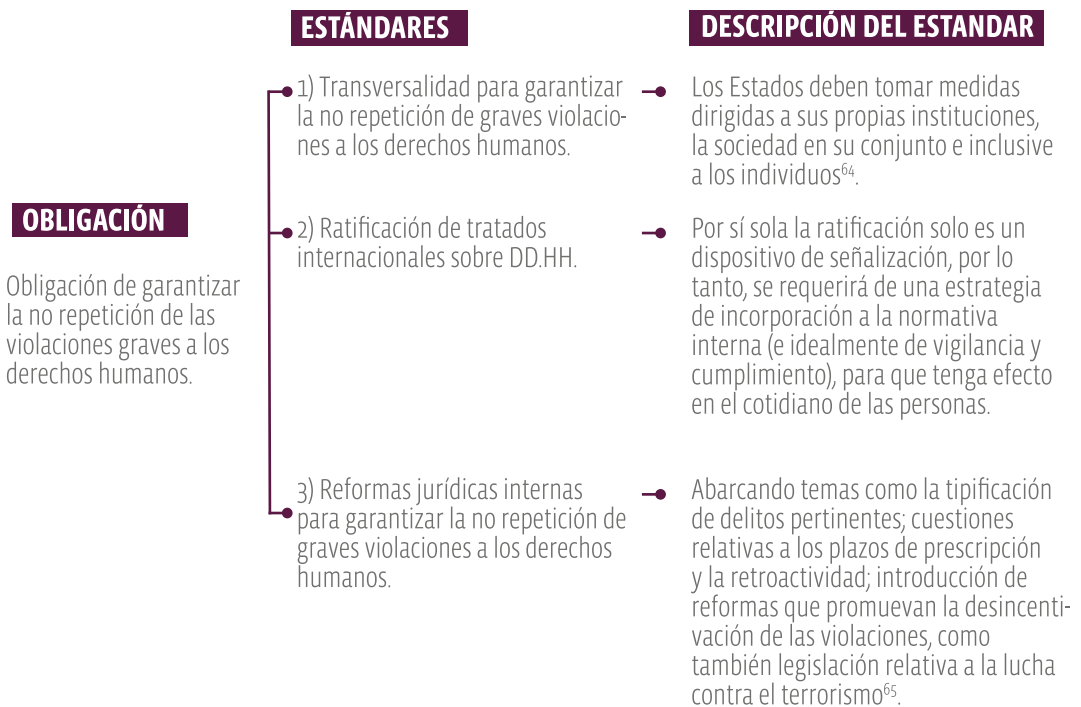 ESTÁNDARES
DESCRIPCIÓN DEL ESTANDAR
OBLIGACIÓN
Obligación de garantizar
la no repetición de las
violaciones graves a los
derechos humanos.
1) Transversalidad para garantizar
la no repetición de graves violacio-
nes a los derechos humanos.
Los Estados deben tomar medidas
dirigidas a sus propias instituciones,
la sociedad en su conjunto e inclusive
a los individuos64.
2) Ratificación de tratados
internacionales sobre DD.HH.
Por sí sola la ratificación solo es un
dispositivo de señalización, por lo
tanto, se requerirá de una estrategia
de incorporación a la normativa
interna (e idealmente de vigilancia y
cumplimiento), para que tenga efecto
en el cotidiano de las personas.
3) Reformas jurídicas internas
para garantizar la no repetición de
graves violaciones a los derechos
humanos.
Abarcando temas como la tipificación
de delitos pertinentes; cuestiones
relativas a los plazos de prescripción
y la retroactividad; introducción de
reformas que promuevan la desincenti-
vación de las violaciones, como
también legislación relativa a la lucha
contra el terrorismo65.